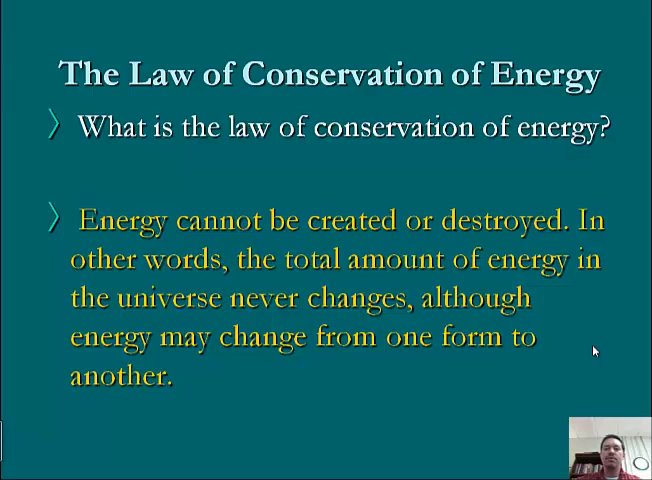 The Law of Conservation of Energy
〉 What is the law of conservation of energy?
〉 Energy cannot be created or destroyed. In
other words, the total amount of energy in
the universe never changes, although
energy may change from one form to
another.